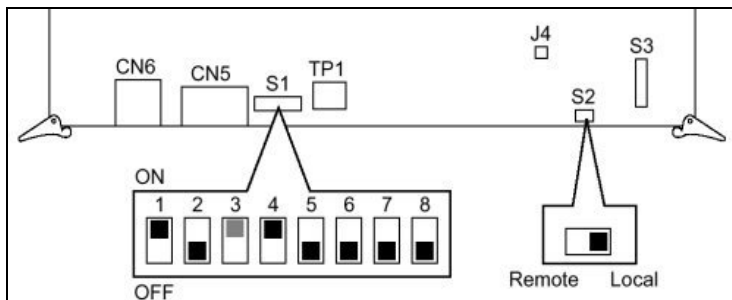 J4
S3
CN6
CN5
S1
TP1
S2
ON
1 2 3 4 5 6 7 8
OFF
Remote Local